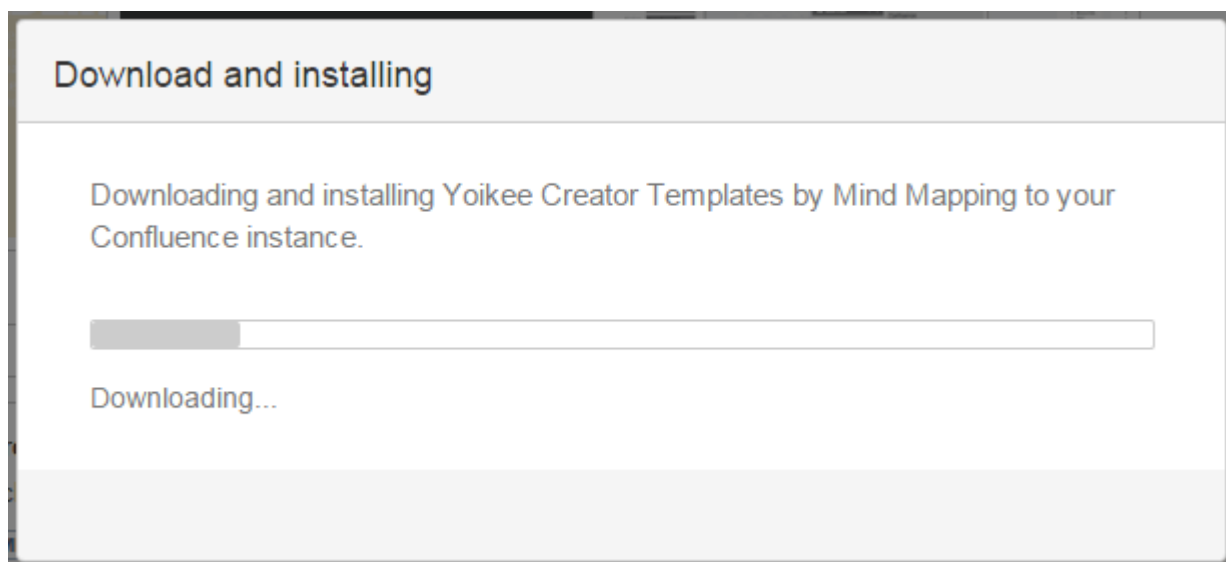 Download and installing
Downloading and installing Yoikee Creator Templates by Mind Mapping to your
Confluence instance.
Downloading...